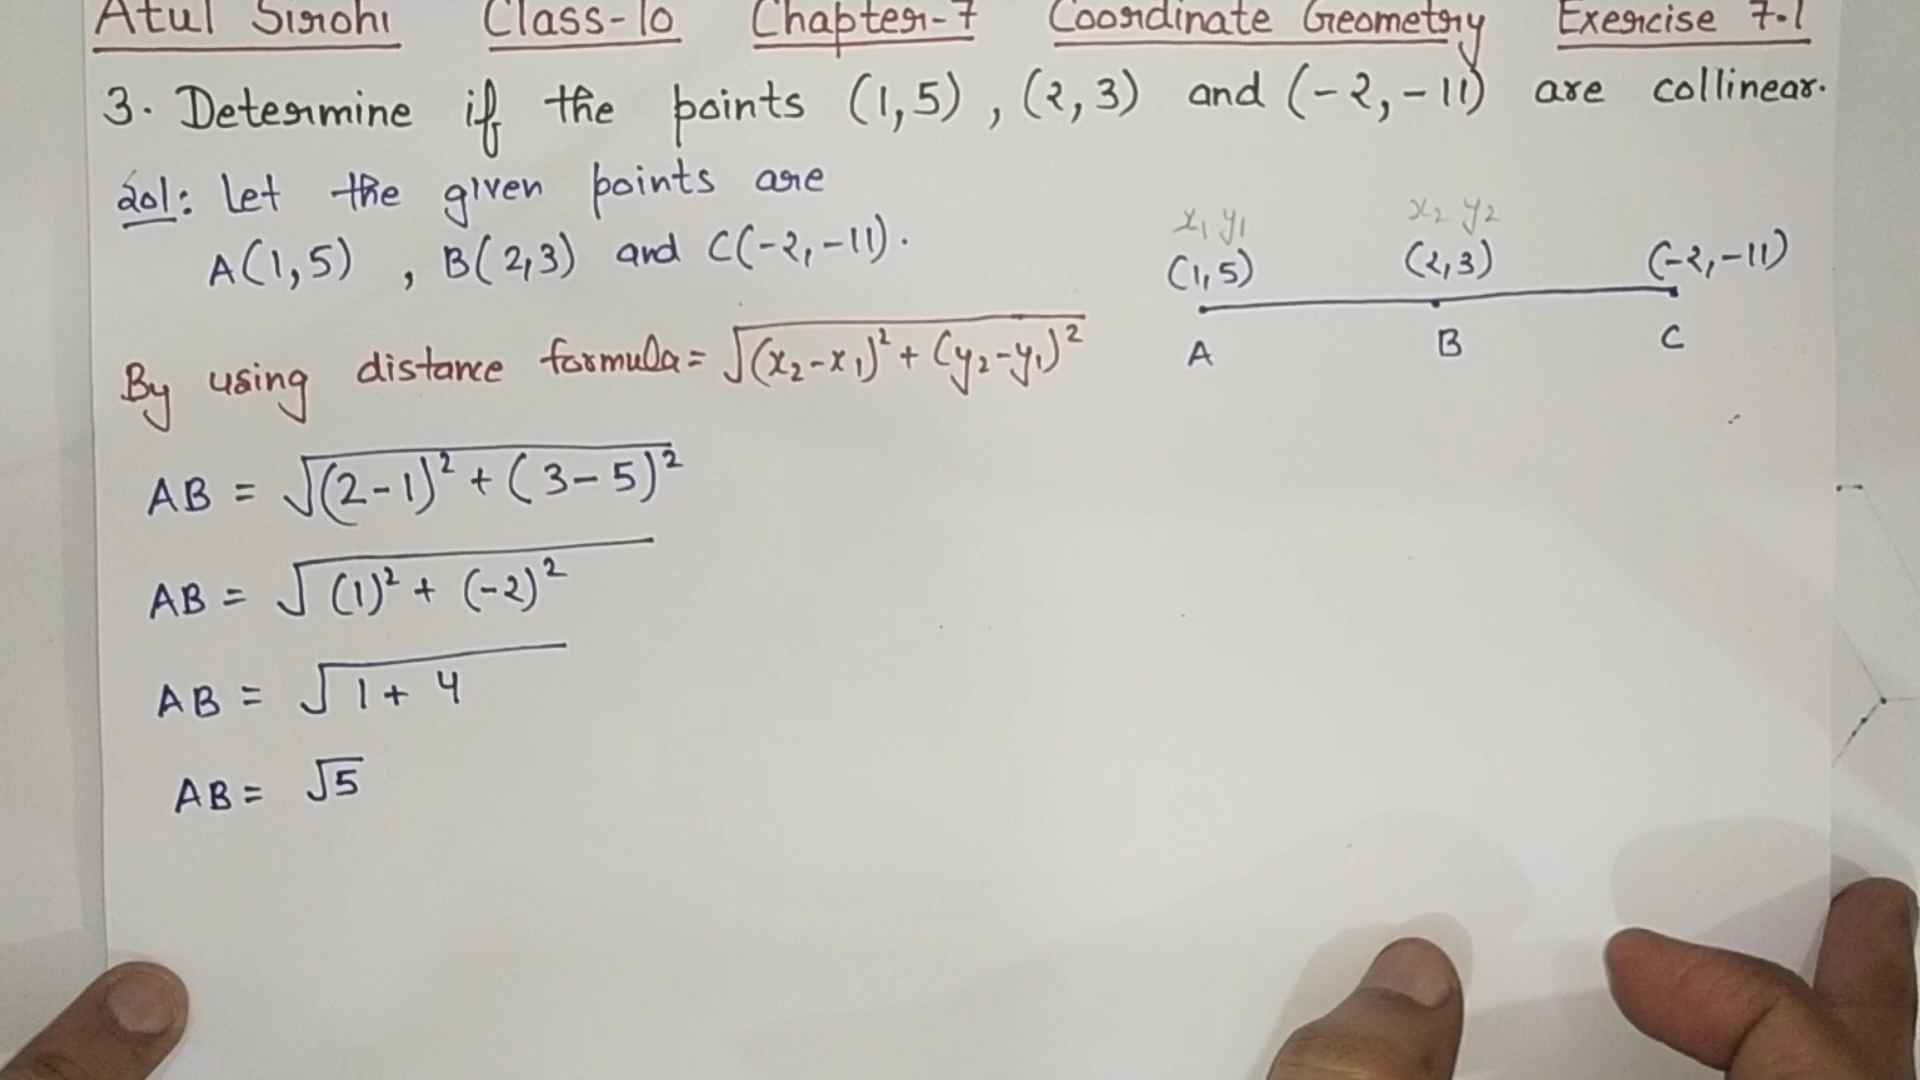 Atul Sirohi Class-10 Chapter-7 Coordinate Geometry Exercise 7.1
3. Determine if the points (1,5), (2,3) and (-2,-11) are collinear.
Sol: Let the given points are
A(1,5) , B(2,3) and C(-2,-11).
x₁ y₁ x₂ y₂
(1,5) (2,3) (-2,-11)
A B C
By using distance formula = √(x₂-x₁)² + (y₂-y₁)²
AB = √(2-1)² + (3-5)²
AB = √(1)² + (-2)²
AB = √1+4
AB = √5